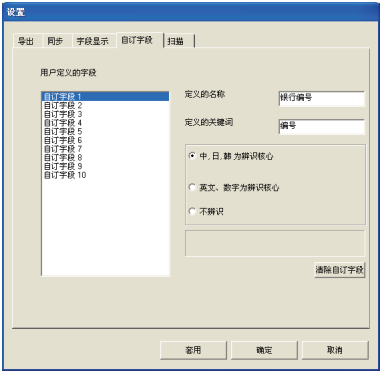 设置
导出 同步 字段显示 自订字段 扫描
用户定义的字段
自订字段 1
自订字段 2
自订字段 3
自订字段 4
自订字段 5
自订字段 6
自订字段 7
自订字段 8
自订字段 9
自订字段 10
定义的名称 银行编号
定义的关键词 编号
中, 日, 韩 为辨识核心
英文、数字为辨识核心
不辨识
清除自订字段
套用 确定 取消